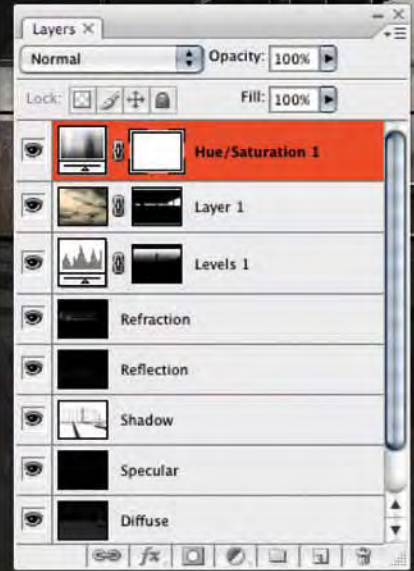 Layers
Normal Opacity: 100%
Lock: Fill: 100%
Hue/Saturation 1
Layer 1
Levels 1
Refraction
Reflection
Shadow
Specular
Diffuse
fx